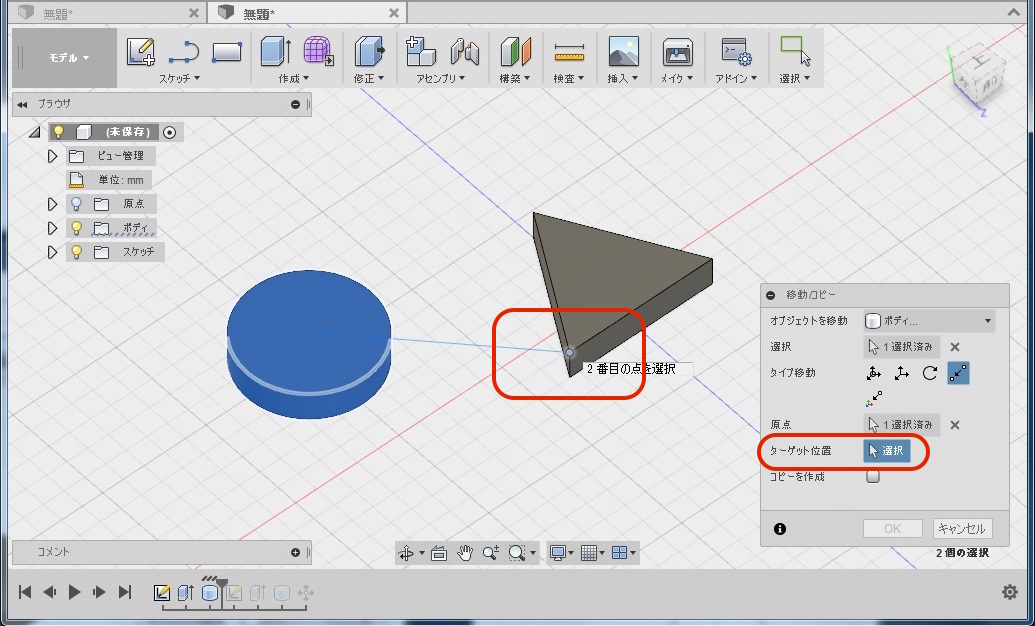 無題*
無題*
モデル
スケッチ
作成
修正
アセンブリ
構築
検査
挿入
メイク
アドイン
選択
ブラウザ
(未保存)
ビュー管理
単位: mm
原点
ボディ
スケッチ
2 番目の点を選択
移動/コピー
オブジェクトを移動
ボディ...
選択
1 選択済み
タイプ移動
原点
1 選択済み
ターゲット位置
選択
コピーを作成
OK
キャンセル
2 個の選択
コメント
Z